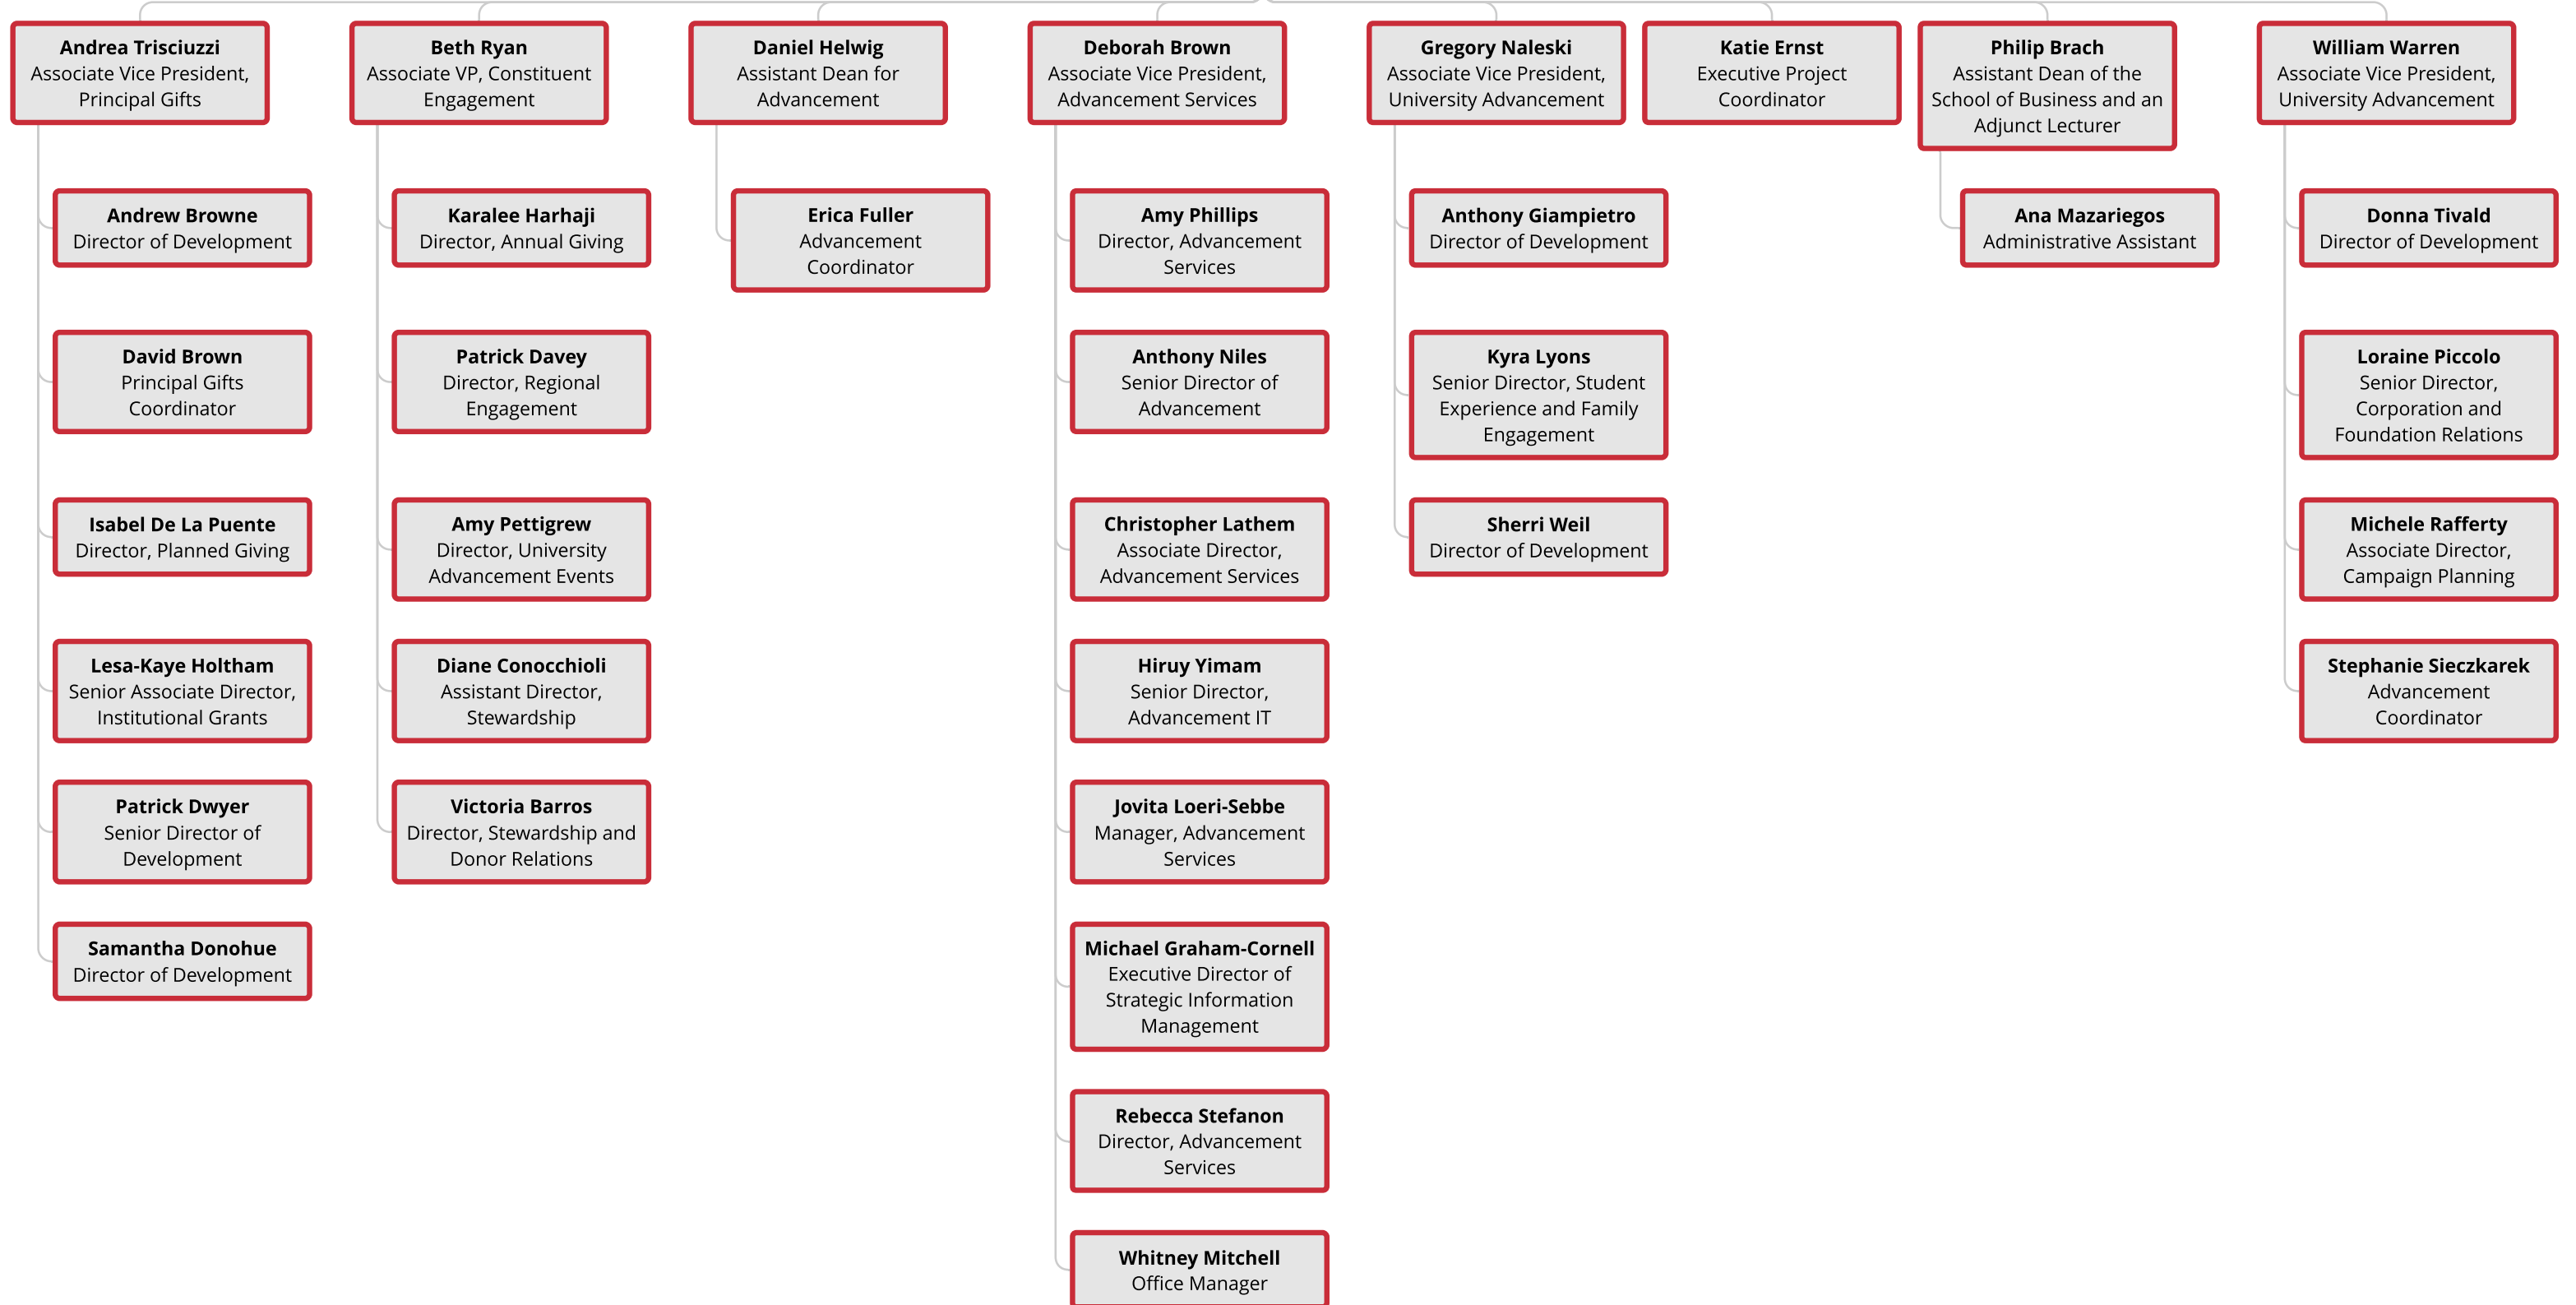 Andrea Trisciuzzi
Associate Vice President,
Principal Gifts
Andrew Browne
Director of Development
David Brown
Principal Gifts
Coordinator
Isabel De La Puente
Director, Planned Giving
Lesa-Kaye Holtham
Senior Associate Director,
Institutional Grants
Patrick Dwyer
Senior Director of
Development
Samantha Donohue
Director of Development
Beth Ryan
Associate VP, Constituent
Engagement
Karalee Harhaji
Director, Annual Giving
Patrick Davey
Director, Regional
Engagement
Amy Pettigrew
Director, University
Advancement Events
Diane Conocchioli
Assistant Director,
Stewardship
Victoria Barros
Director, Stewardship and
Donor Relations
Daniel Helwig
Assistant Dean for
Advancement
Erica Fuller
Advancement
Coordinator
Deborah Brown
Associate Vice President,
Advancement Services
Amy Phillips
Director, Advancement
Services
Anthony Niles
Senior Director of
Advancement
Christopher Lathem
Associate Director,
Advancement Services
Hiruy Yimam
Senior Director,
Advancement IT
Jovita Loeri-Sebbe
Manager, Advancement
Services
Michael Graham-Cornell
Executive Director of
Strategic Information
Management
Rebecca Stefanon
Director, Advancement
Services
Whitney Mitchell
Office Manager
Gregory Naleski
Associate Vice President,
University Advancement
Anthony Giampietro
Director of Development
Kyra Lyons
Senior Director, Student
Experience and Family
Engagement
Sherri Weil
Director of Development
Katie Ernst
Executive Project
Coordinator
Philip Brach
Assistant Dean of the
School of Business and an
Adjunct Lecturer
Ana Mazariegos
Administrative Assistant
William Warren
Associate Vice President,
University Advancement
Donna Tivald
Director of Development
Loraine Piccolo
Senior Director,
Corporation and
Foundation Relations
Michele Rafferty
Associate Director,
Campaign Planning
Stephanie Sieczkarek
Advancement
Coordinator